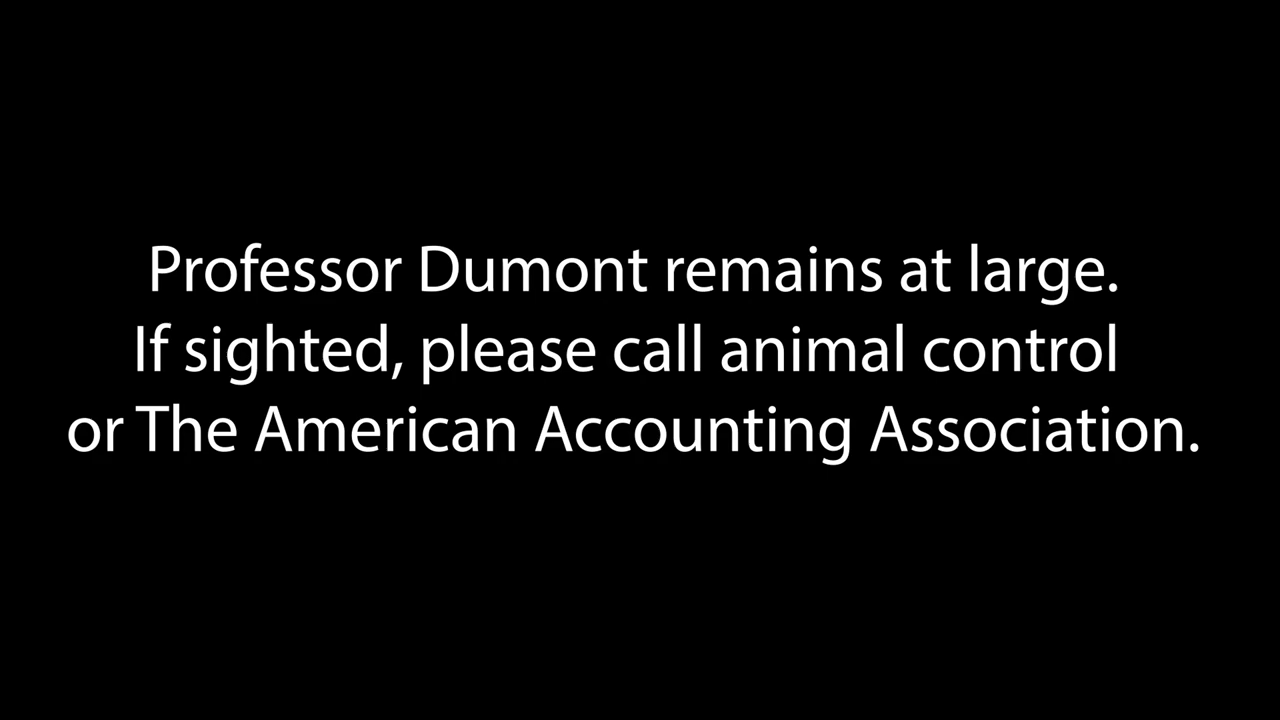 Professor Dumont remains at large.
If sighted, please call animal control
or The American Accounting Association.